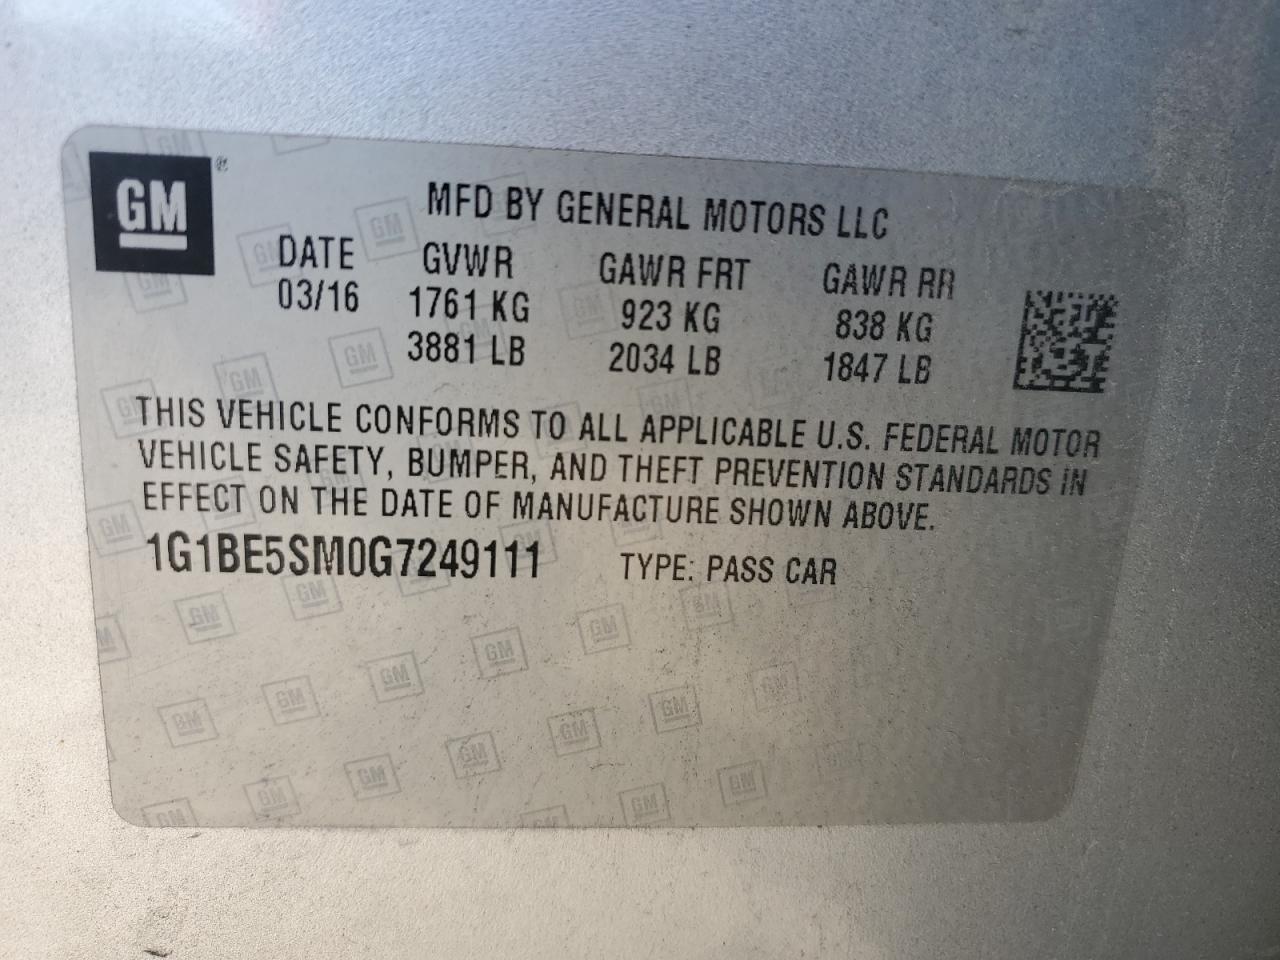 GM ®
MFD BY GENERAL MOTORS LLC
DATE GVWR GAWR FRT GAWR RR
03/16 1761 KG 923 KG 838 KG
3881 LB 2034 LB 1847 LB
THIS VEHICLE CONFORMS TO ALL APPLICABLE U.S. FEDERAL MOTOR
VEHICLE SAFETY, BUMPER, AND THEFT PREVENTION STANDARDS IN
EFFECT ON THE DATE OF MANUFACTURE SHOWN ABOVE.
1G1BE5SM0G7249111 TYPE: PASS CAR